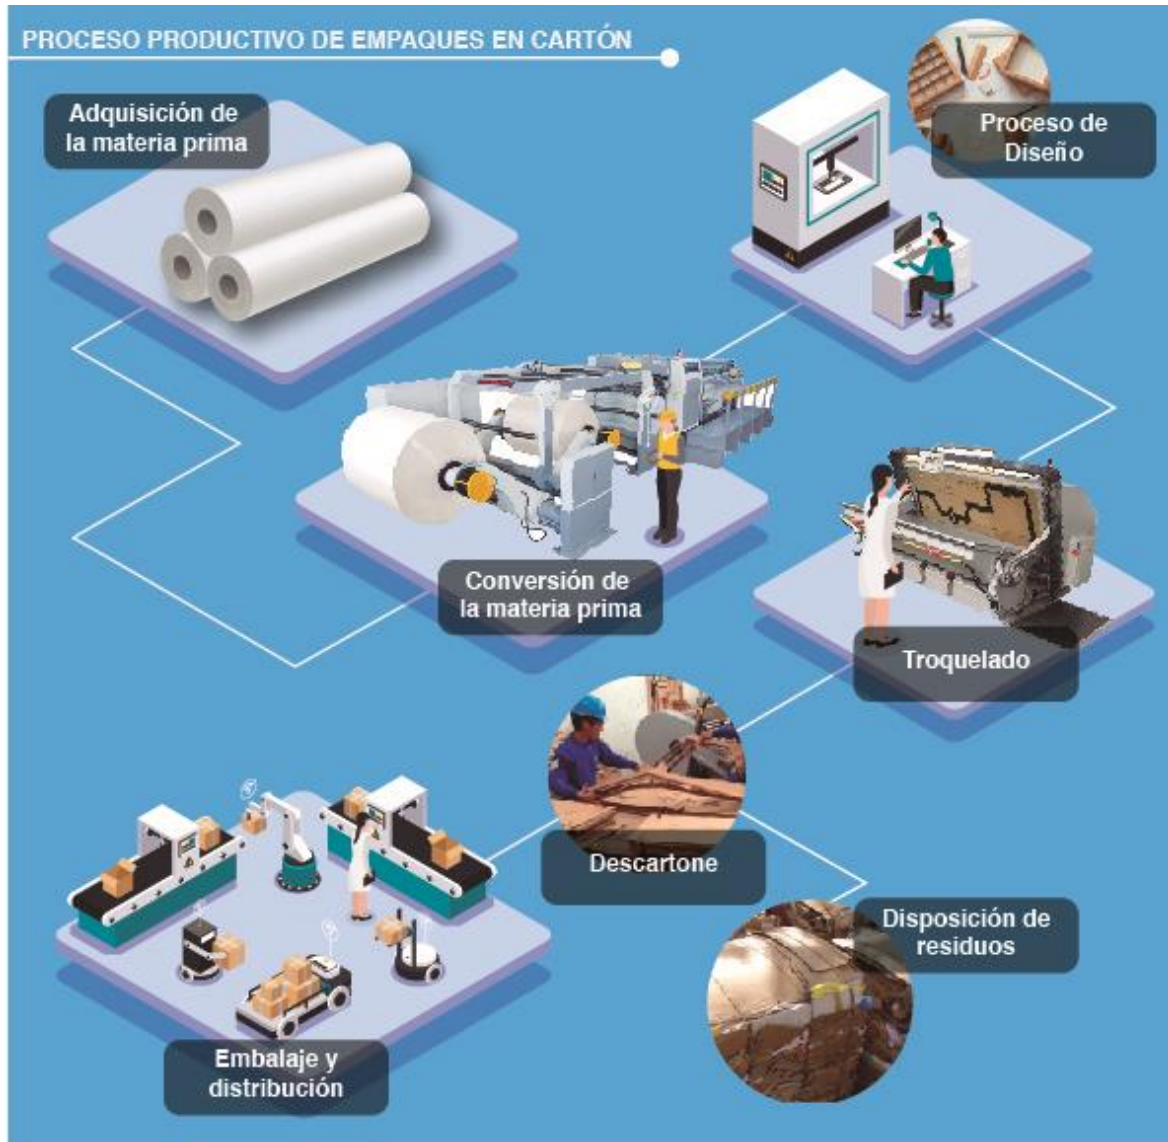 PROCESO PRODUCTIVO DE EMPAQUES EN CARTÓN
Adquisición de
la materia prima
Proceso de
Diseño
Conversión de
la materia prima
Troquelado
Descartone
Disposición de
residuos
Embalaje y
distribución